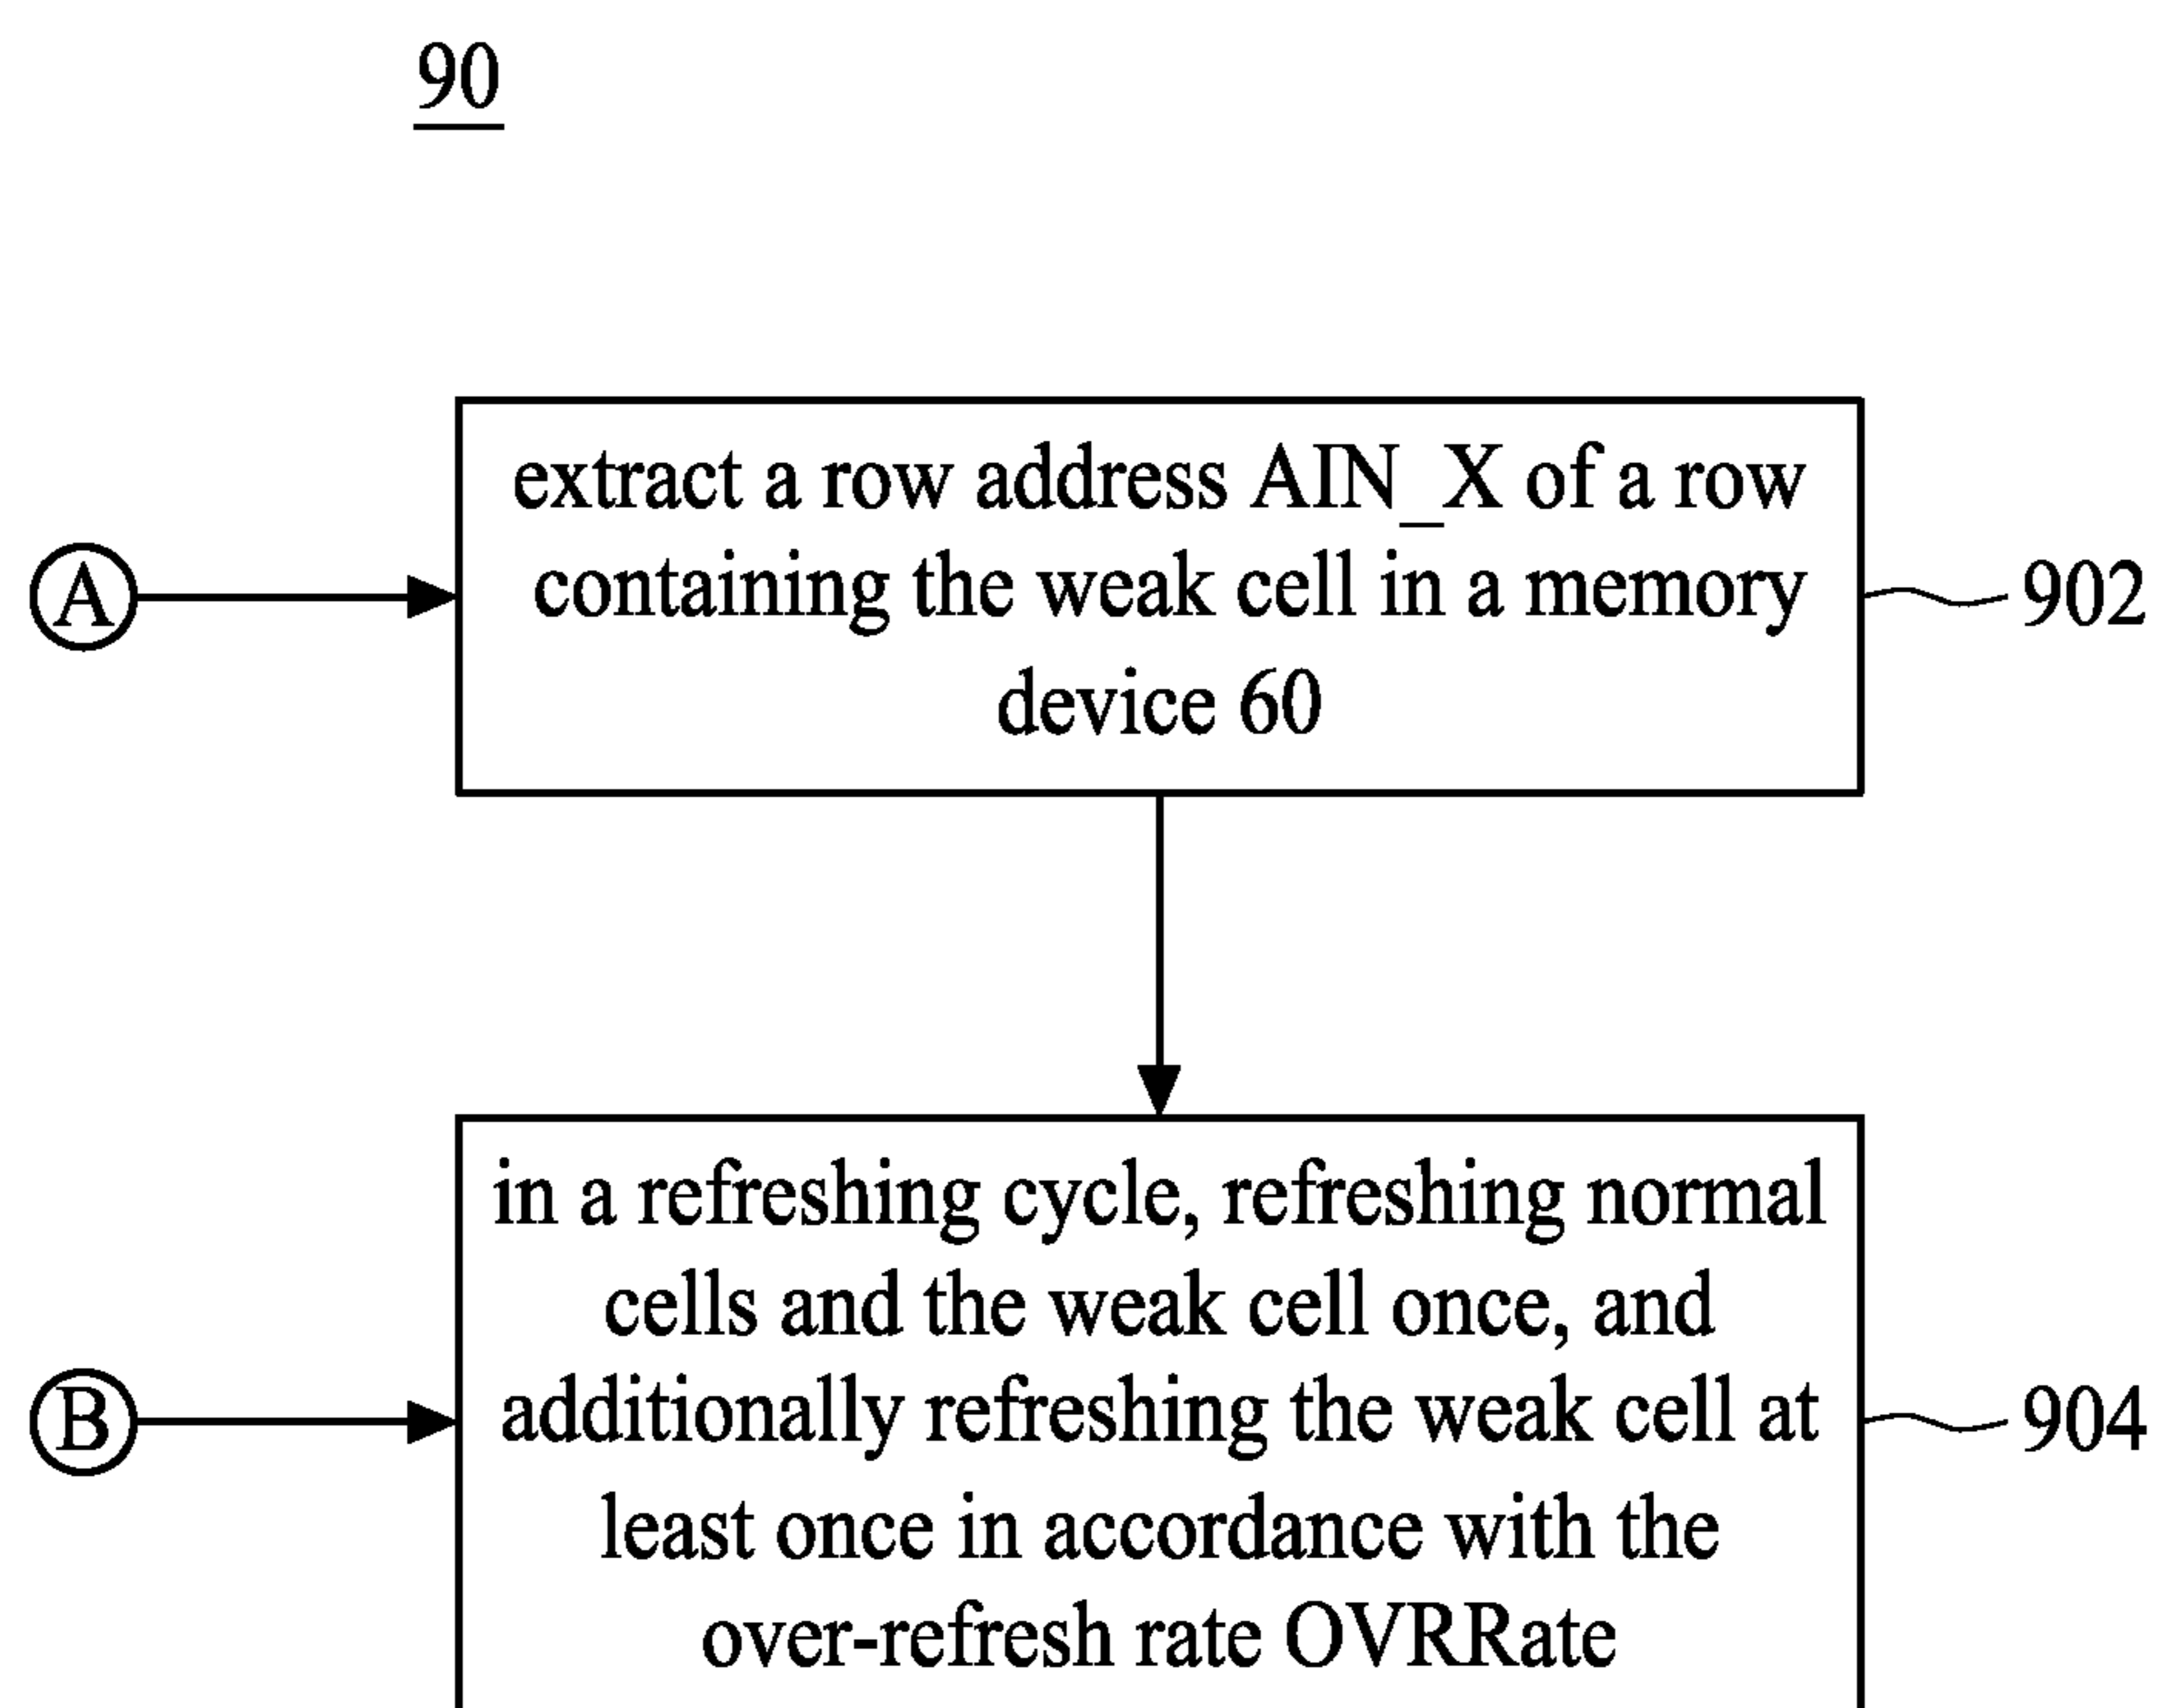 90
extract a row address AIN_X of a row
containing the weak cell in a memory
device 60
A
902
in a refreshing cycle, refreshing normal
cells and the weak cell once, and
additionally refreshing the weak cell at
least once in accordance with the
over-refresh rate OVRRate
B
904